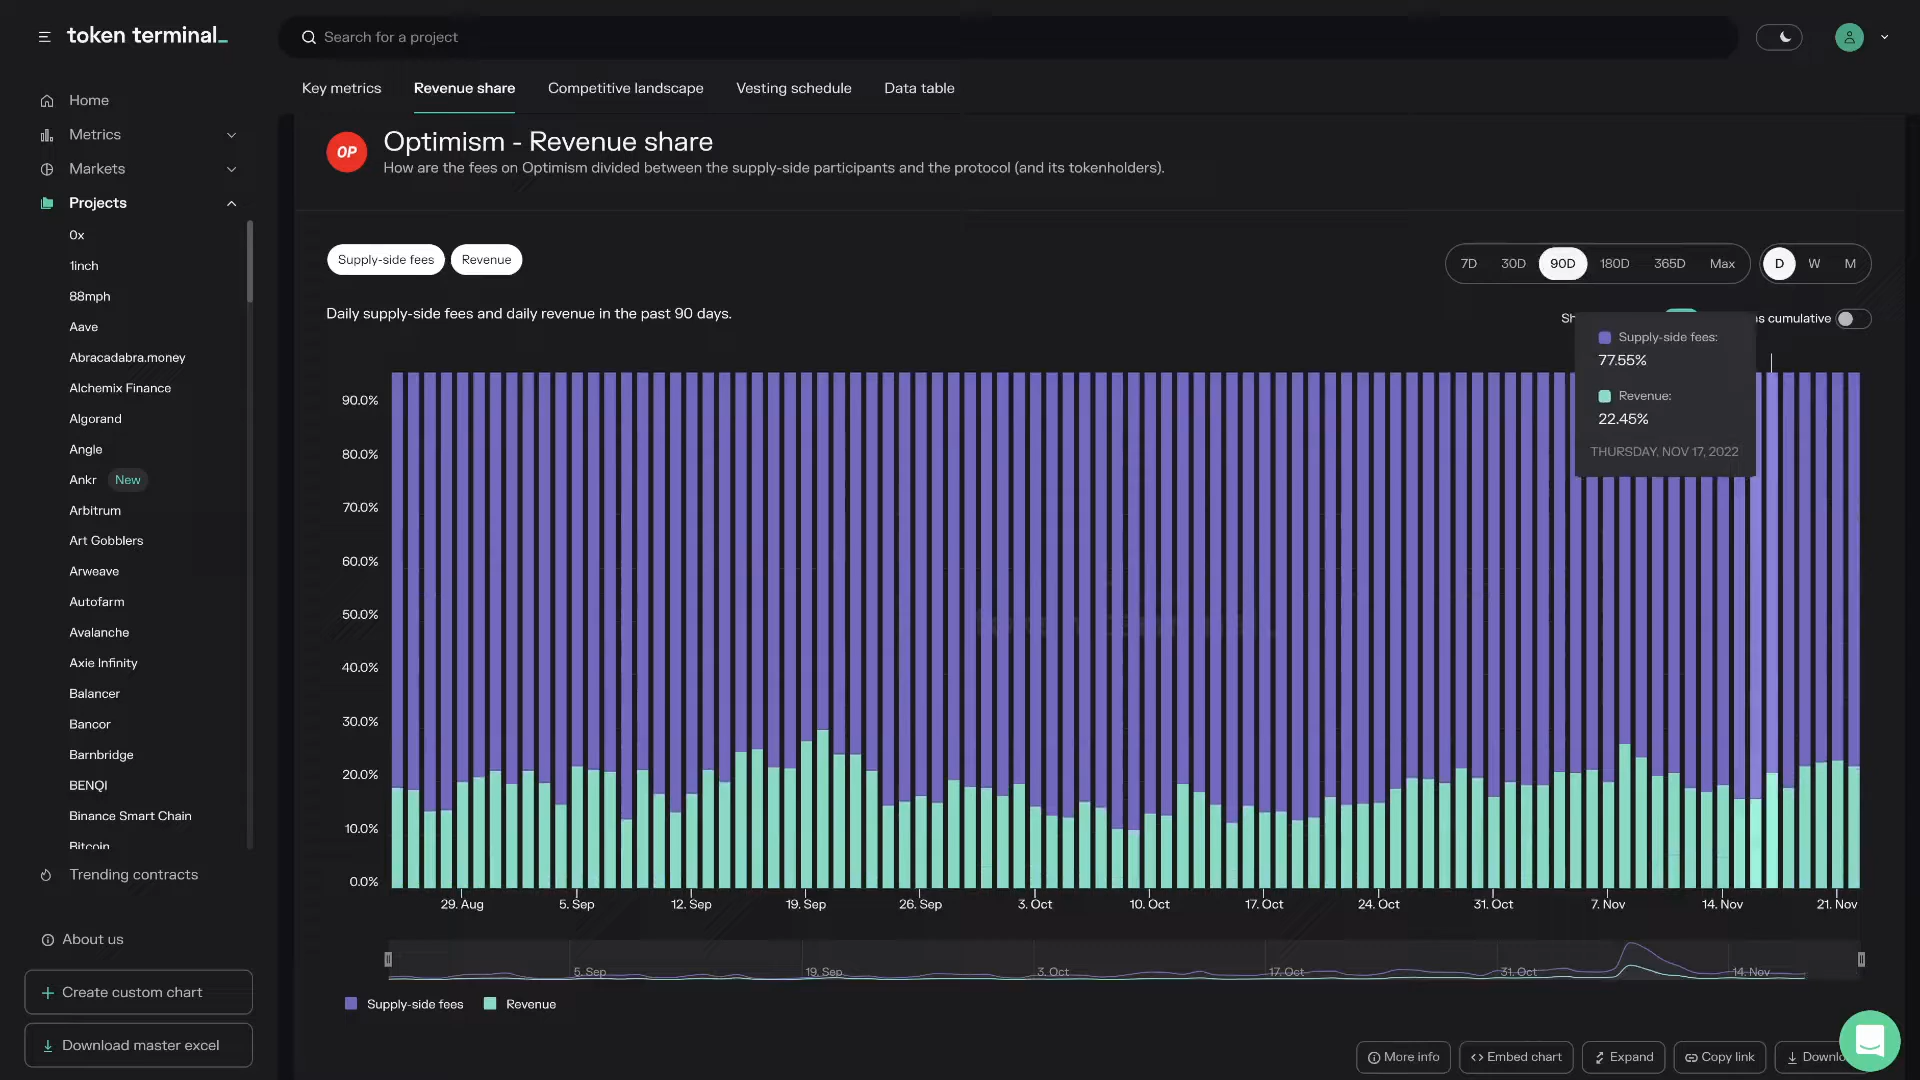 token terminal_
Search for a project
Home
Metrics
Markets
Projects
0x
1inch
88mph
Aave
Abracadabra.money
Alchemix Finance
Algorand
Angle
Ankr New
Arbitrum
Art Gobblers
Arweave
Autofarm
Avalanche
Axie Infinity
Balancer
Bancor
Barnbridge
BENQI
Binance Smart Chain
Bitcoin
Trending contracts
About us
Create custom chart
Download master excel
Key metrics Revenue share Competitive landscape Vesting schedule Data table
OP
Optimism - Revenue share
How are the fees on Optimism divided between the supply-side participants and the protocol (and its tokenholders).
Supply-side fees Revenue
7D 30D 90D 180D 365D Max D W M
Daily supply-side fees and daily revenue in the past 90 days.
Sh s cumulative
Supply-side fees:
77.55%
Revenue:
22.45%
THURSDAY, NOV 17, 2022
90.0%
80.0%
70.0%
60.0%
50.0%
40.0%
30.0%
20.0%
10.0%
0.0%
29. Aug 5. Sep 12. Sep 19. Sep 26. Sep 3. Oct 10. Oct 17. Oct 24. Oct 31. Oct 7. Nov 14. Nov 21. Nov
5. Sep 19. Sep 3. Oct 17. Oct 31. Oct 14. Nov
Supply-side fees Revenue
More info Embed chart Expand Copy link Downlo